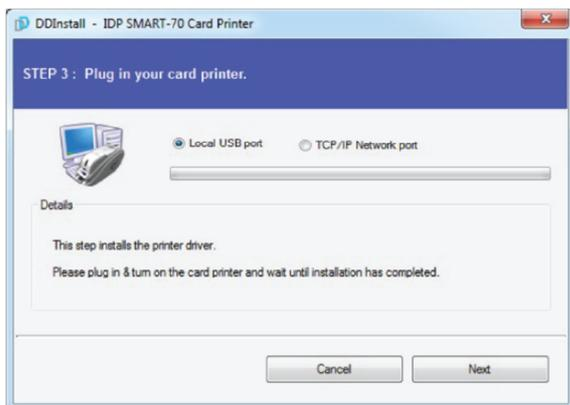 DDInstall - IDP SMART-70 Card Printer
STEP 3 : Plug in your card printer.
Local USB port TCP/IP Network port
Details
This step installs the printer driver.
Please plug in & turn on the card printer and wait until installation has completed.
Cancel Next